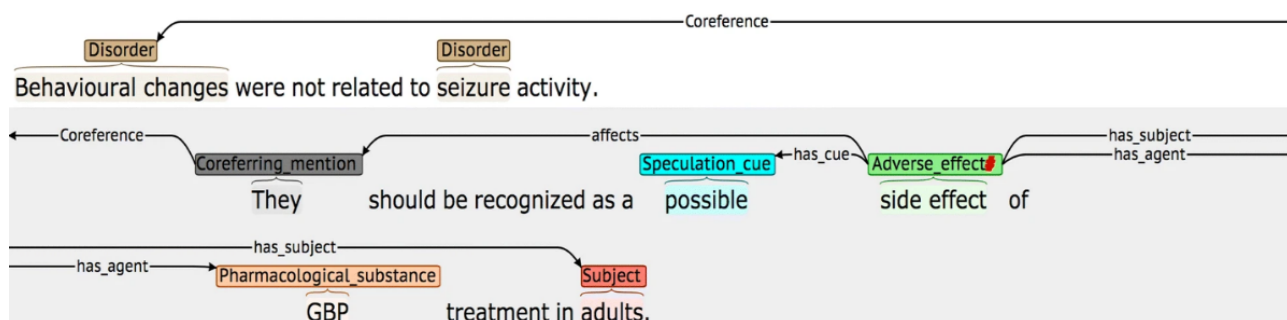 Coreference
Disorder Disorder
Behavioural changes were not related to seizure activity.
Coreference affects has_subject
Coreferring_mention Speculation_cue has_cue Adverse_effect has_agent
They should be recognized as a possible side effect of
has_subject
has_agent Pharmacological_substance Subject
GBP treatment in adults.